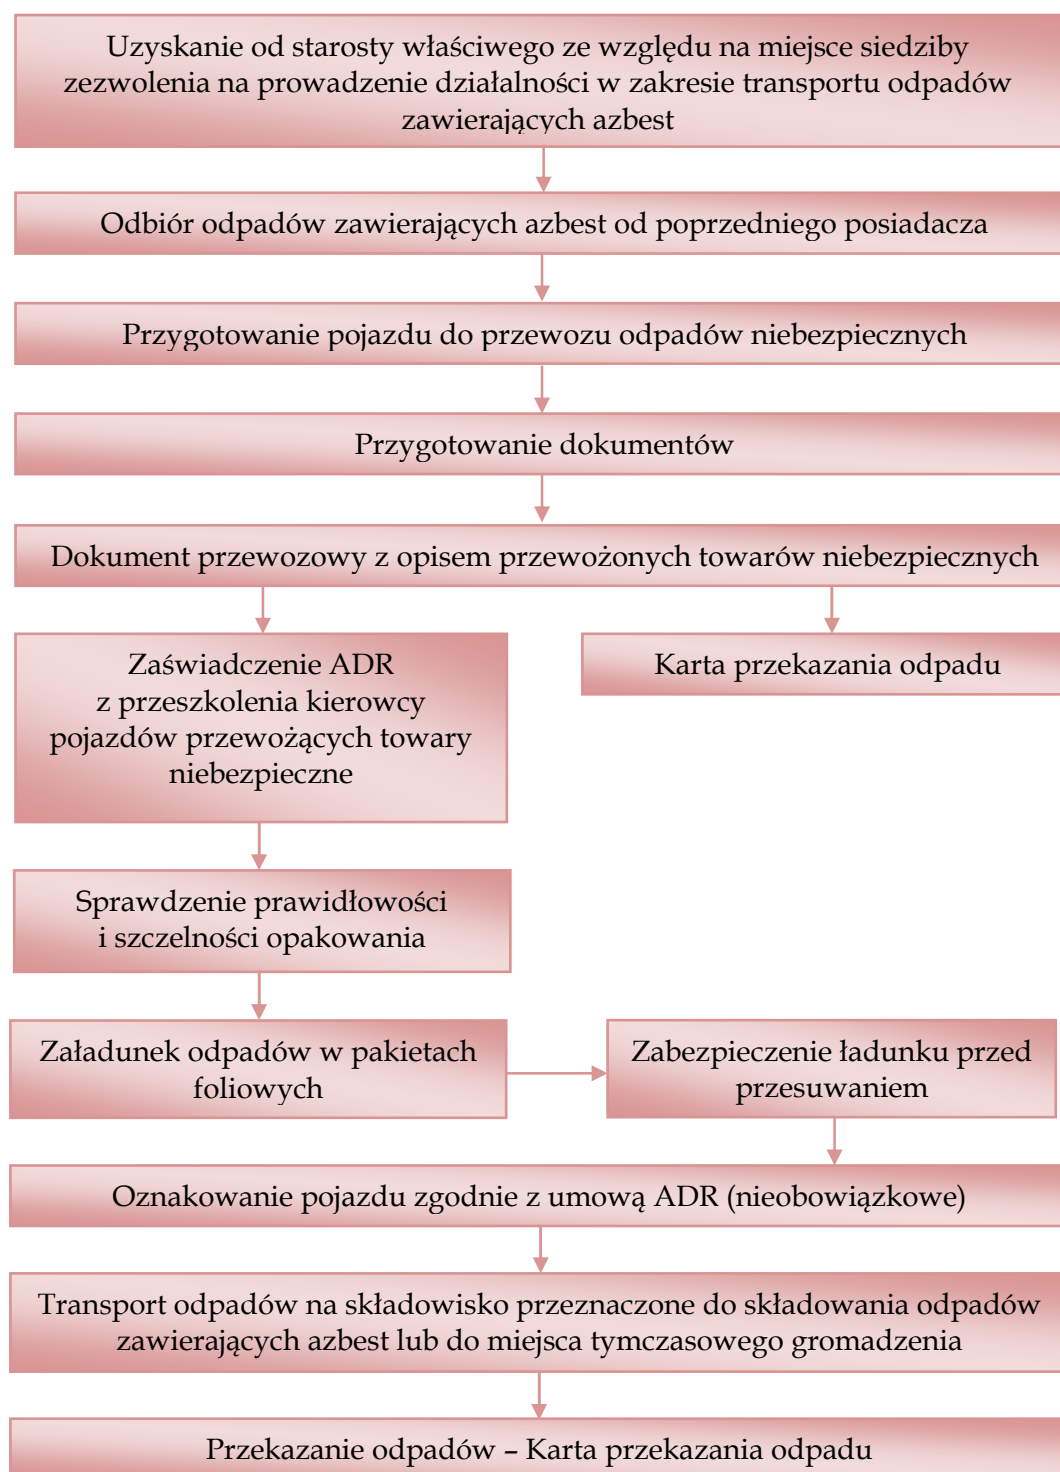 Uzyskanie od starosty właściwego ze względu na miejsce siedziby
zezwolenia na prowadzenie działalności w zakresie transportu odpadów
zawierających azbest
Odbiór odpadów zawierających azbest od poprzedniego posiadacza
Przygotowanie pojazdu do przewozu odpadów niebezpiecznych
Przygotowanie dokumentów
Dokument przewozowy z opisem przewożonych towarów niebezpiecznych
Zaświadczenie ADR
z przeszkolenia kierowcy
pojazdów przewożących towary
niebezpieczne
Karta przekazania odpadu
Sprawdzenie prawidłowości
i szczelności opakowania
Załadunek odpadów w pakietach
foliowych
Zabezpieczenie ładunku przed
przesuwaniem
Oznakowanie pojazdu zgodnie z umową ADR (nieobowiązkowe)
Transport odpadów na składowisko przeznaczone do składowania odpadów
zawierających azbest lub do miejsca tymczasowego gromadzenia
Przekazanie odpadów – Karta przekazania odpadu